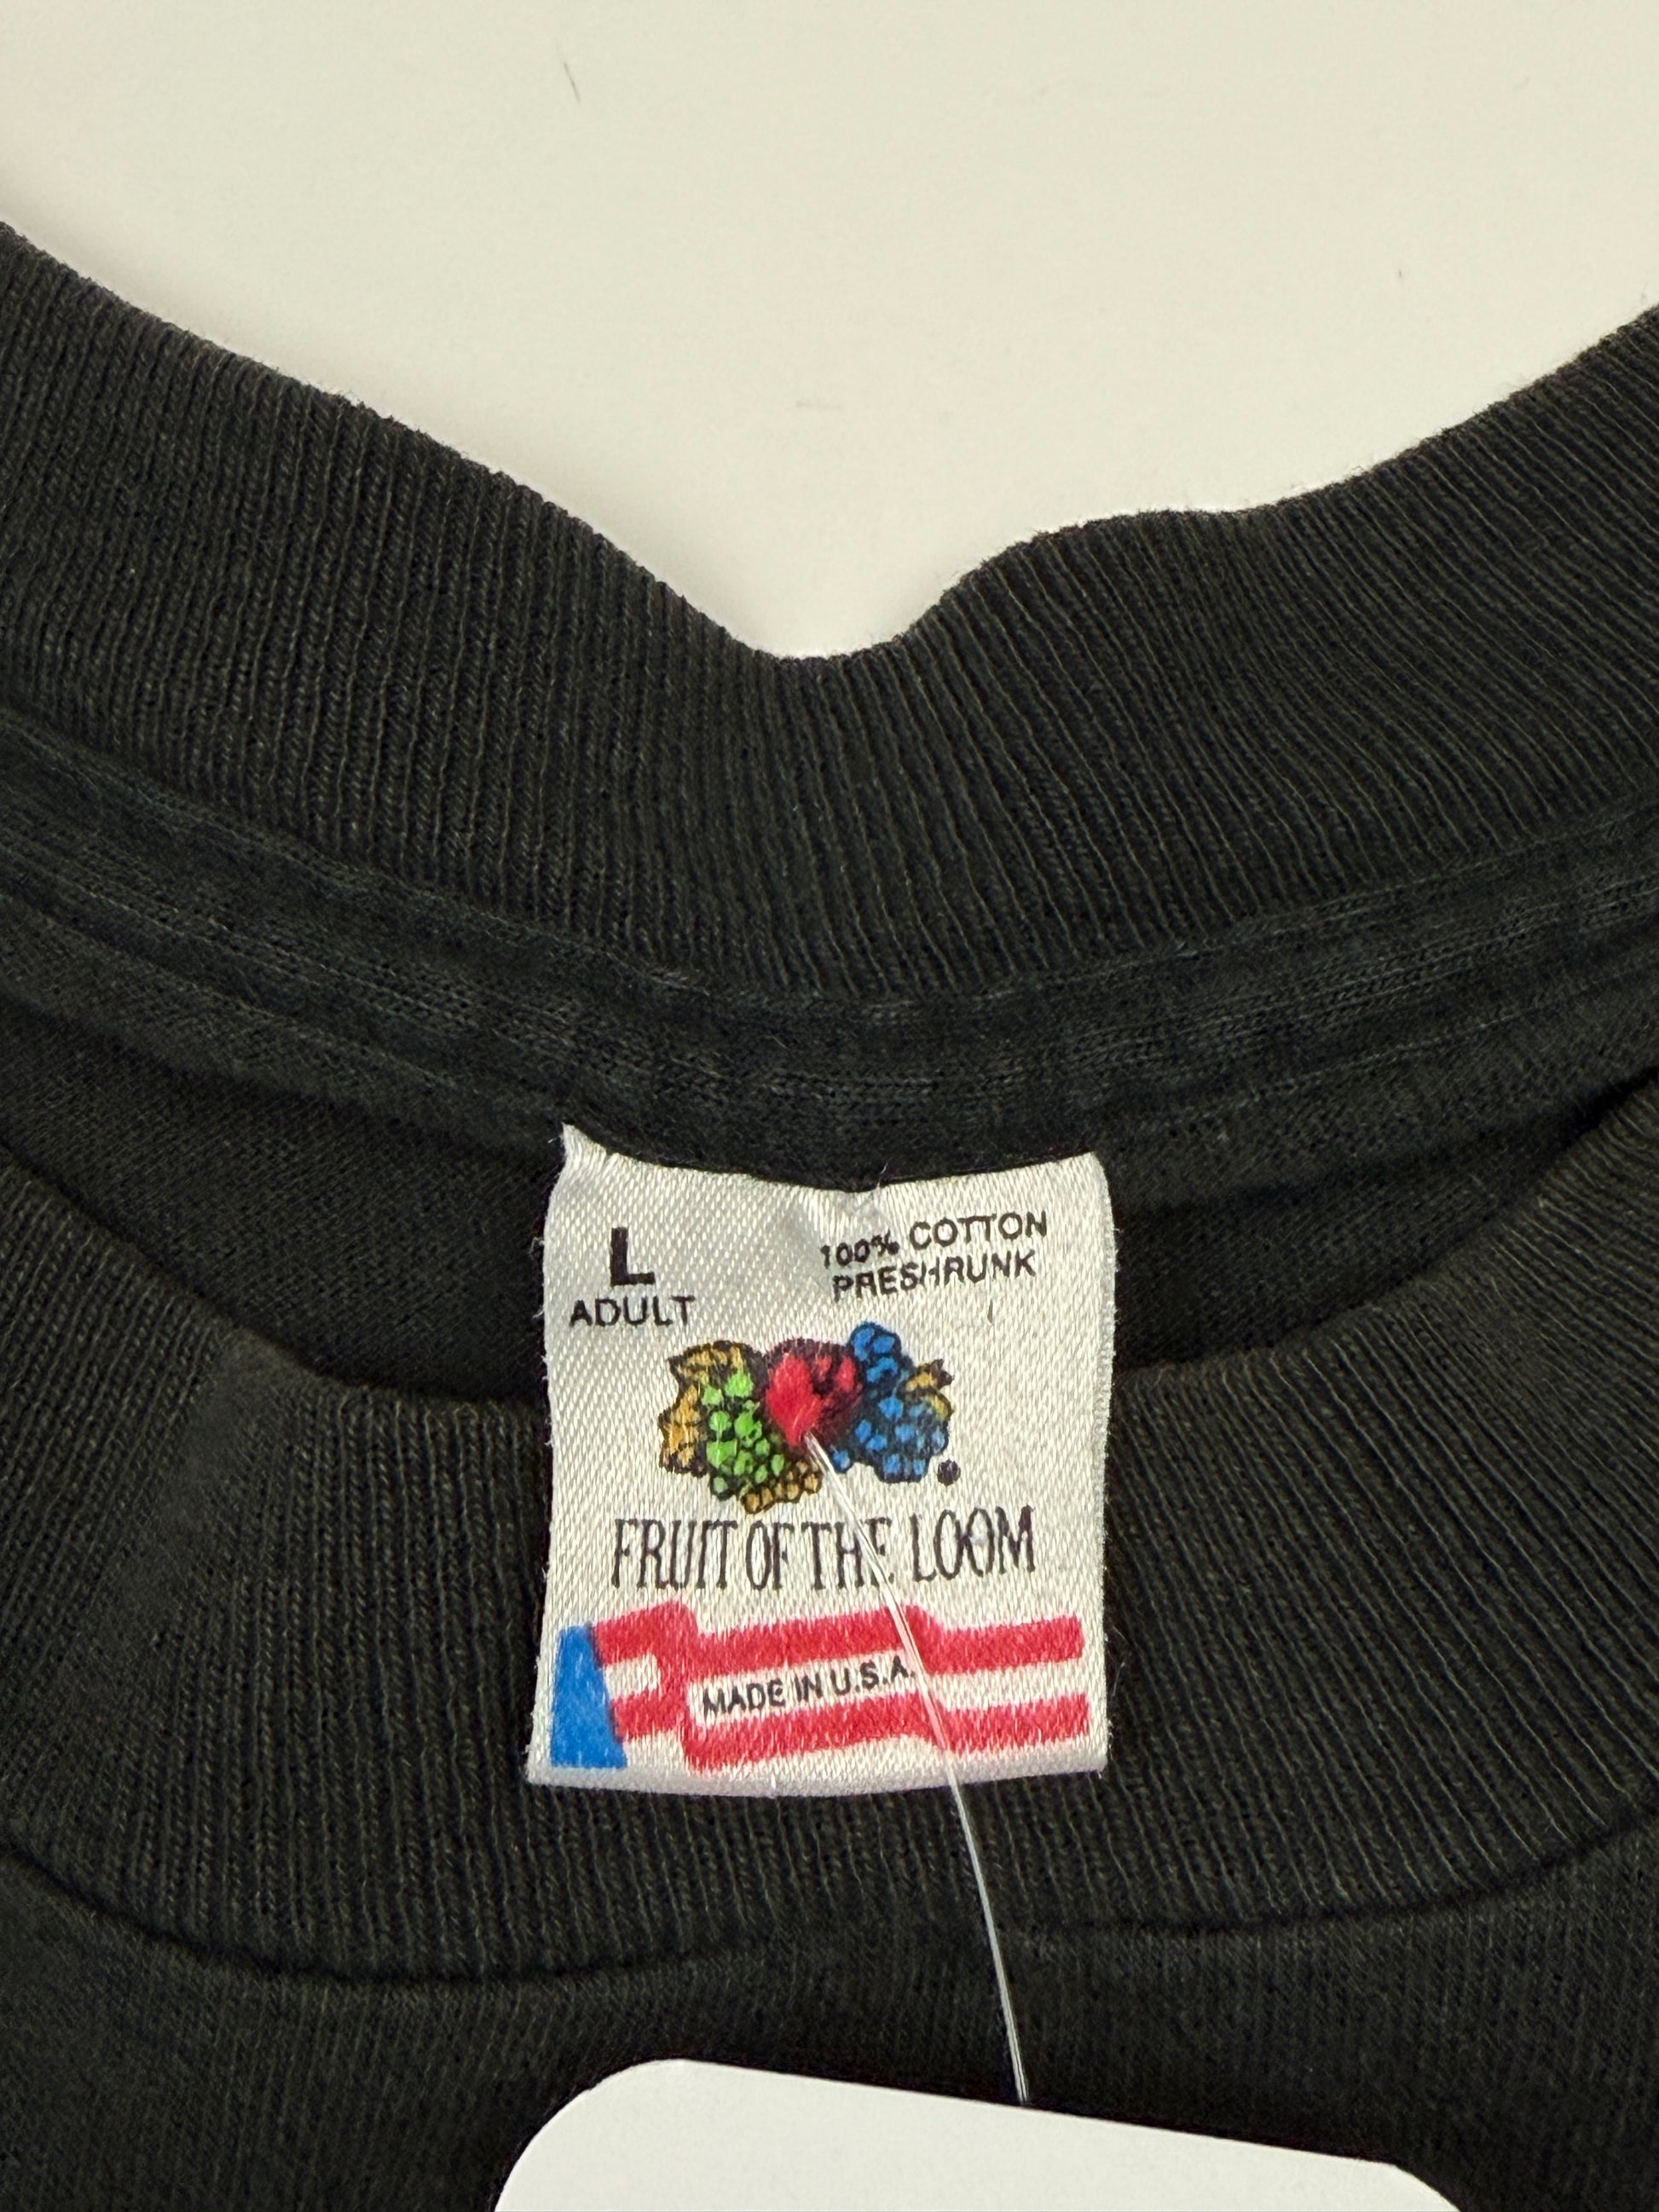 L
ADULT
100% COTTON
PRESHRUNK
FRUIT OF THE LOOM
MADE IN U.S.A.